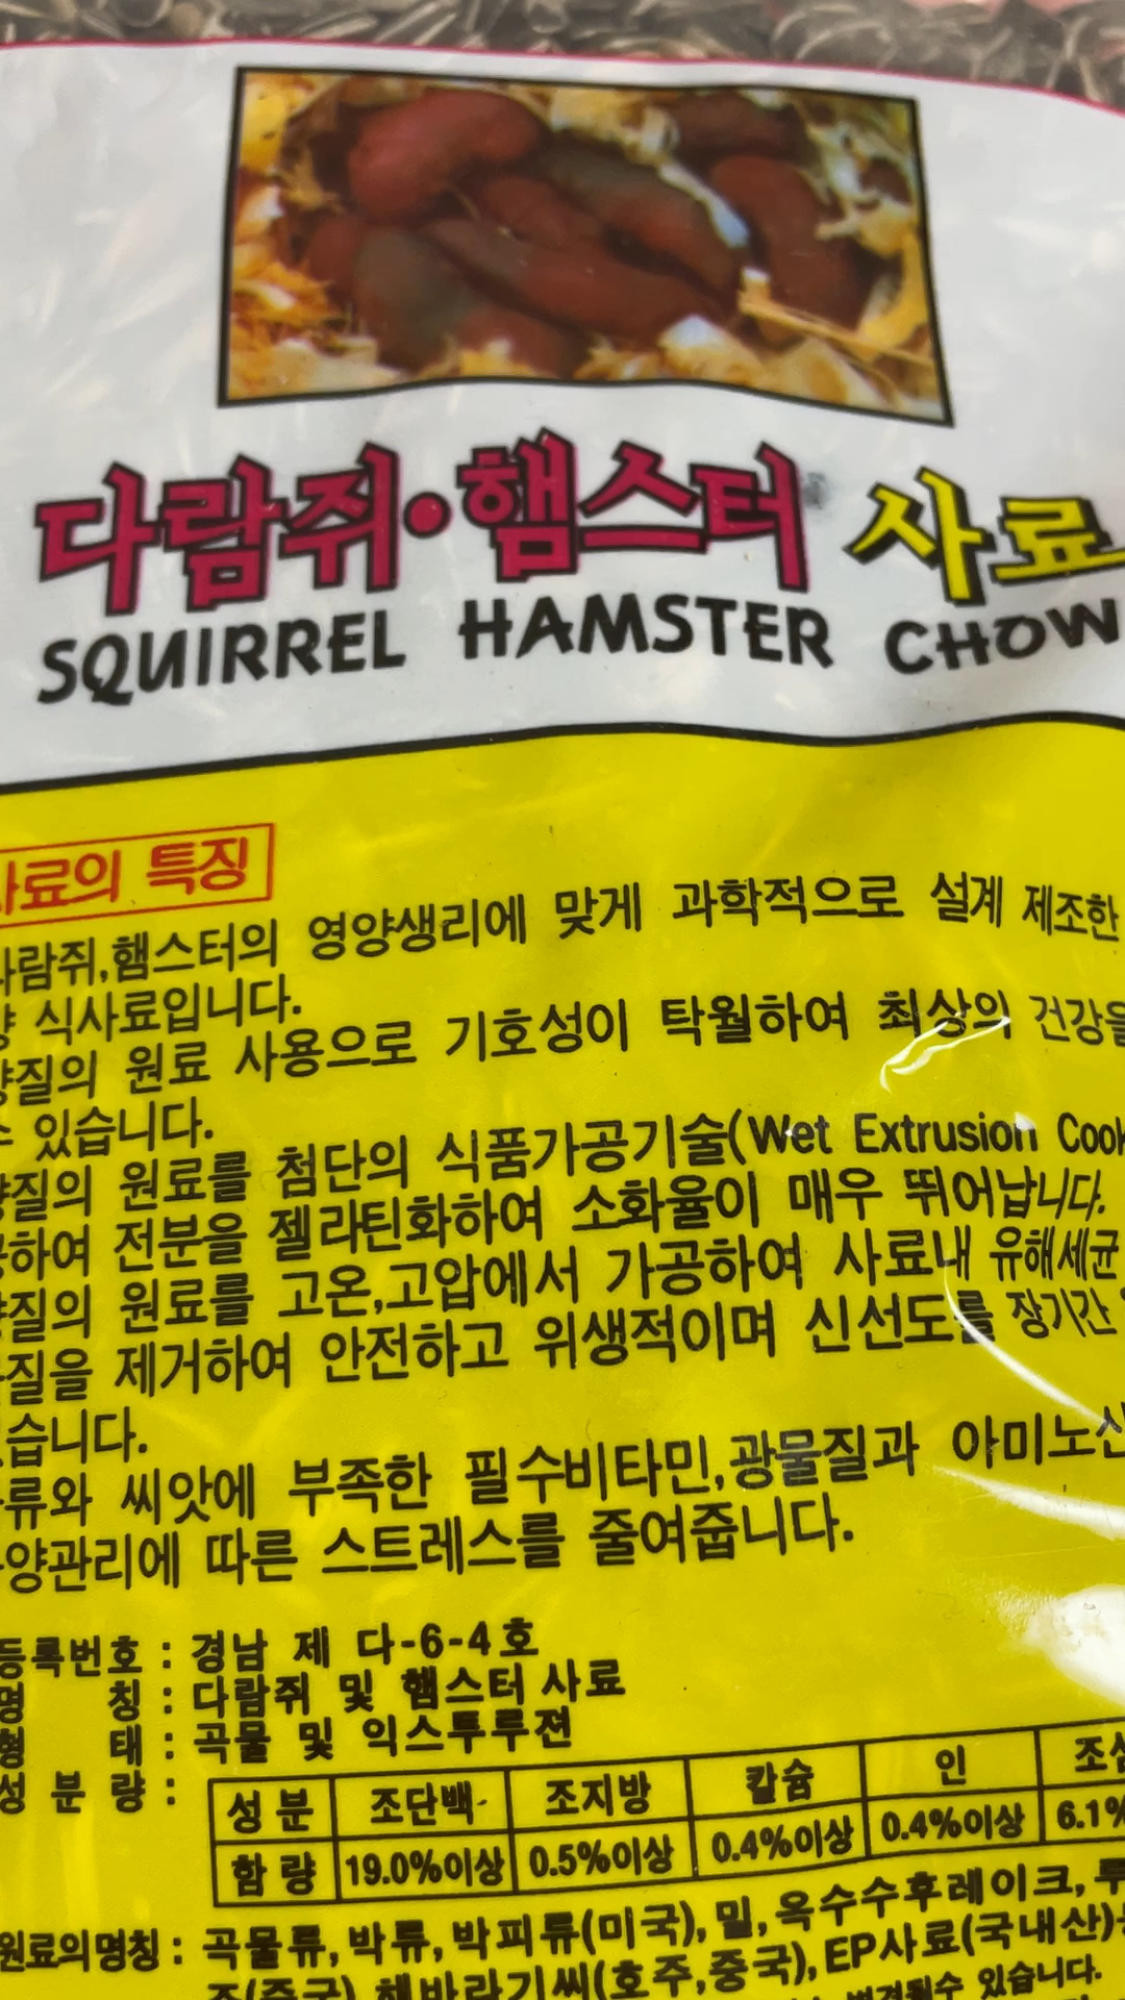 다람쥐·햄스터 사료
SQUIRREL HAMSTER CHOW
사료의 특징
다람쥐,햄스터의 영양생리에 맞게 과학적으로 설계 제조한
식사료입니다.
양질의 원료 사용으로 기호성이 탁월하여 최상의 건강을
있습니다.
양질의 원료를 첨단의 식품가공기술(Wet Extrusion
전분을 젤라틴화하여 소화율이 매우 뛰어납니다.
양질의 원료를 고온,고압에서 가공하여 사료내 유해세균
제거하여 안전하고 위생적이며 신선도를 장기간
습니다.
씨앗에 부족한 필수비타민,광물질과
따른 스트레스를 줄여줍니다.
등록번호 : 경남 제 다-6-4호
명 칭 : 다람쥐 및 햄스터 사료
형 태 : 곡물 및 익스투루젼
성 분 량 :
성 분 조단백 조지방 칼슘 인
함 량 19.0%이상 0.5%이상 0.4%이상 0.4%이상 6.1%
원료의명칭 : 곡물류, 박류, 박피류(미국), 밀, 옥수수후레이크,
해바라기씨(호주,중국), EP사료(국내산)
있습니다.